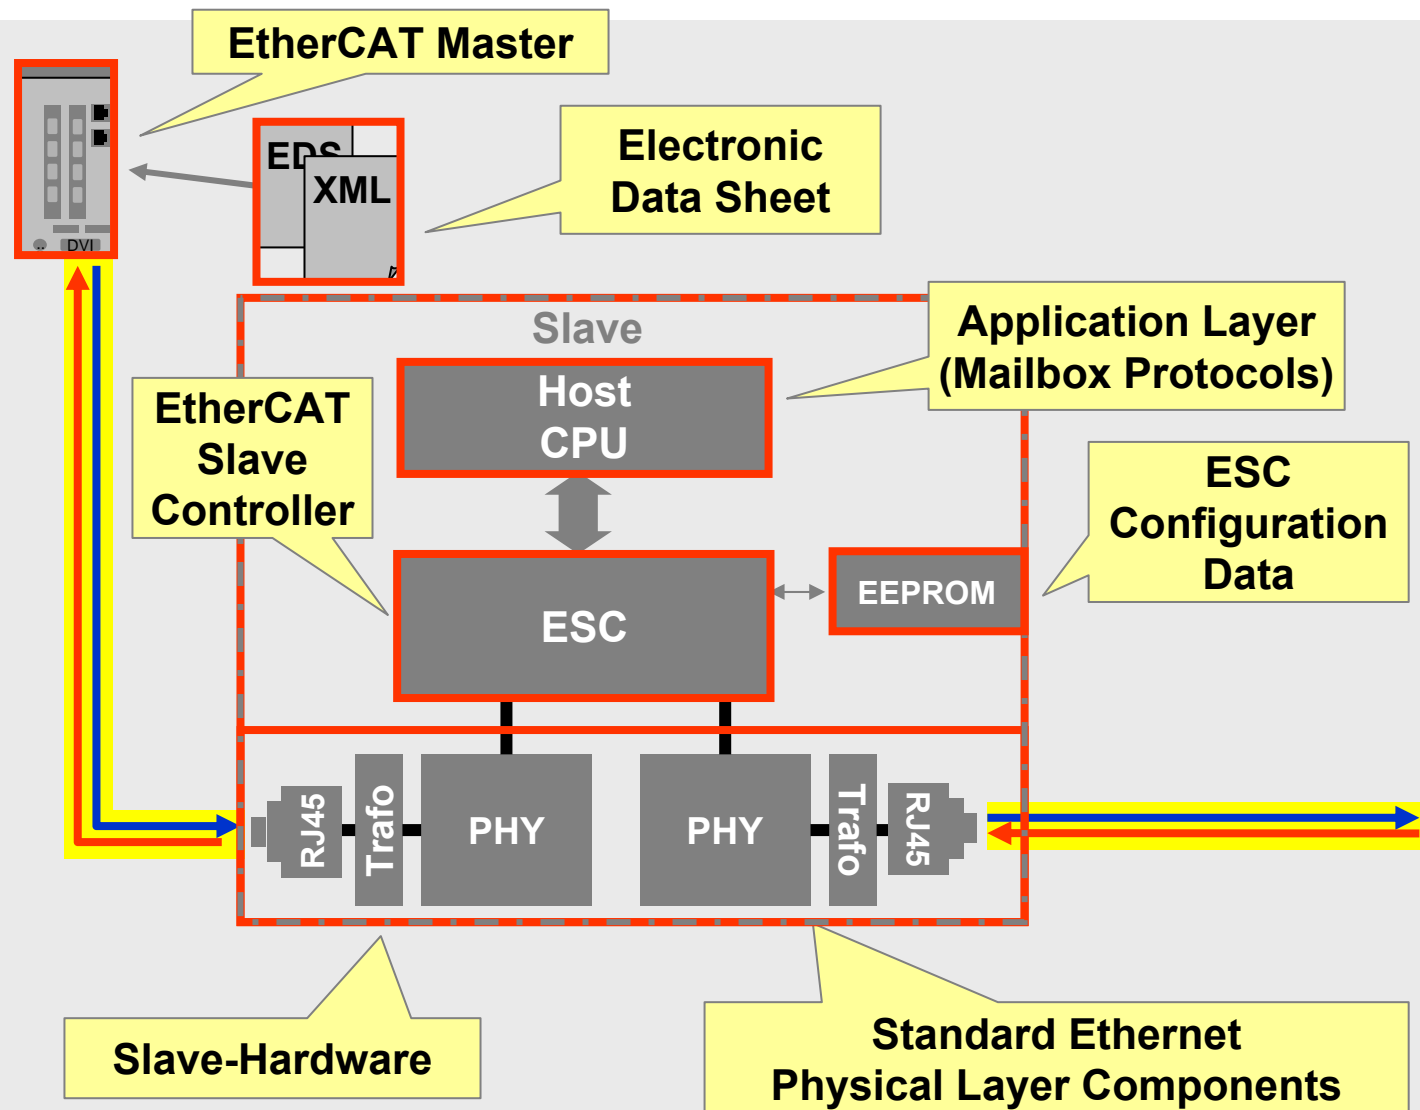 EtherCAT Master
EDS
XML
Electronic
Data Sheet
DVI
Slave
Application Layer
(Mailbox Protocols)
Host
CPU
EtherCAT
Slave
Controller
ESC
Configuration
Data
ESC
EEPROM
RJ45
Trafo
PHY
PHY
Trafo
RJ45
Slave-Hardware
Standard Ethernet
Physical Layer Components